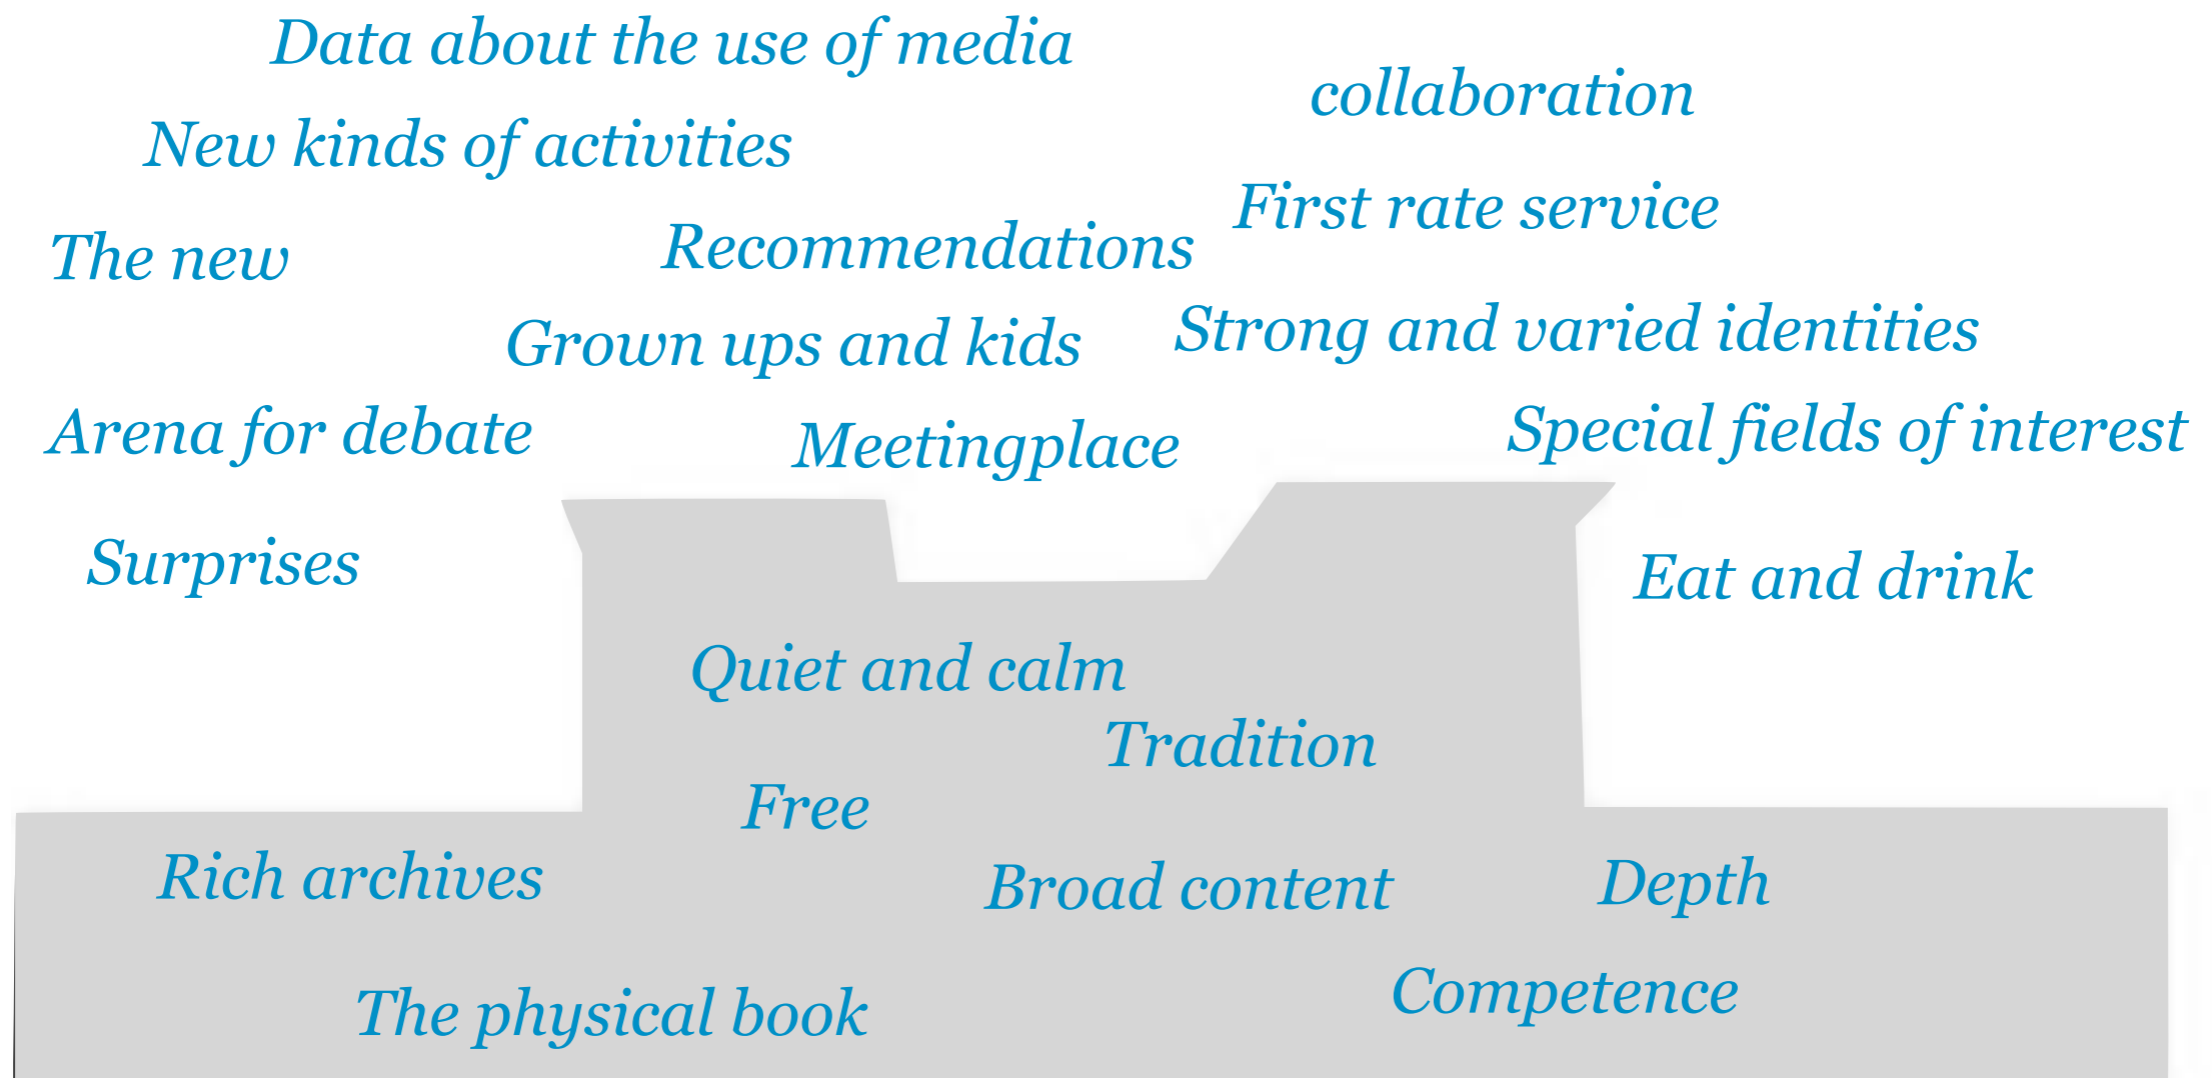 Data about the use of media
collaboration
New kinds of activities
First rate service
The new
Recommendations
Grown ups and kids
Strong and varied identities
Arena for debate
Meetingplace
Special fields of interest
Surprises
Eat and drink
Quiet and calm
Tradition
Free
Rich archives
Broad content
Depth
The physical book
Competence